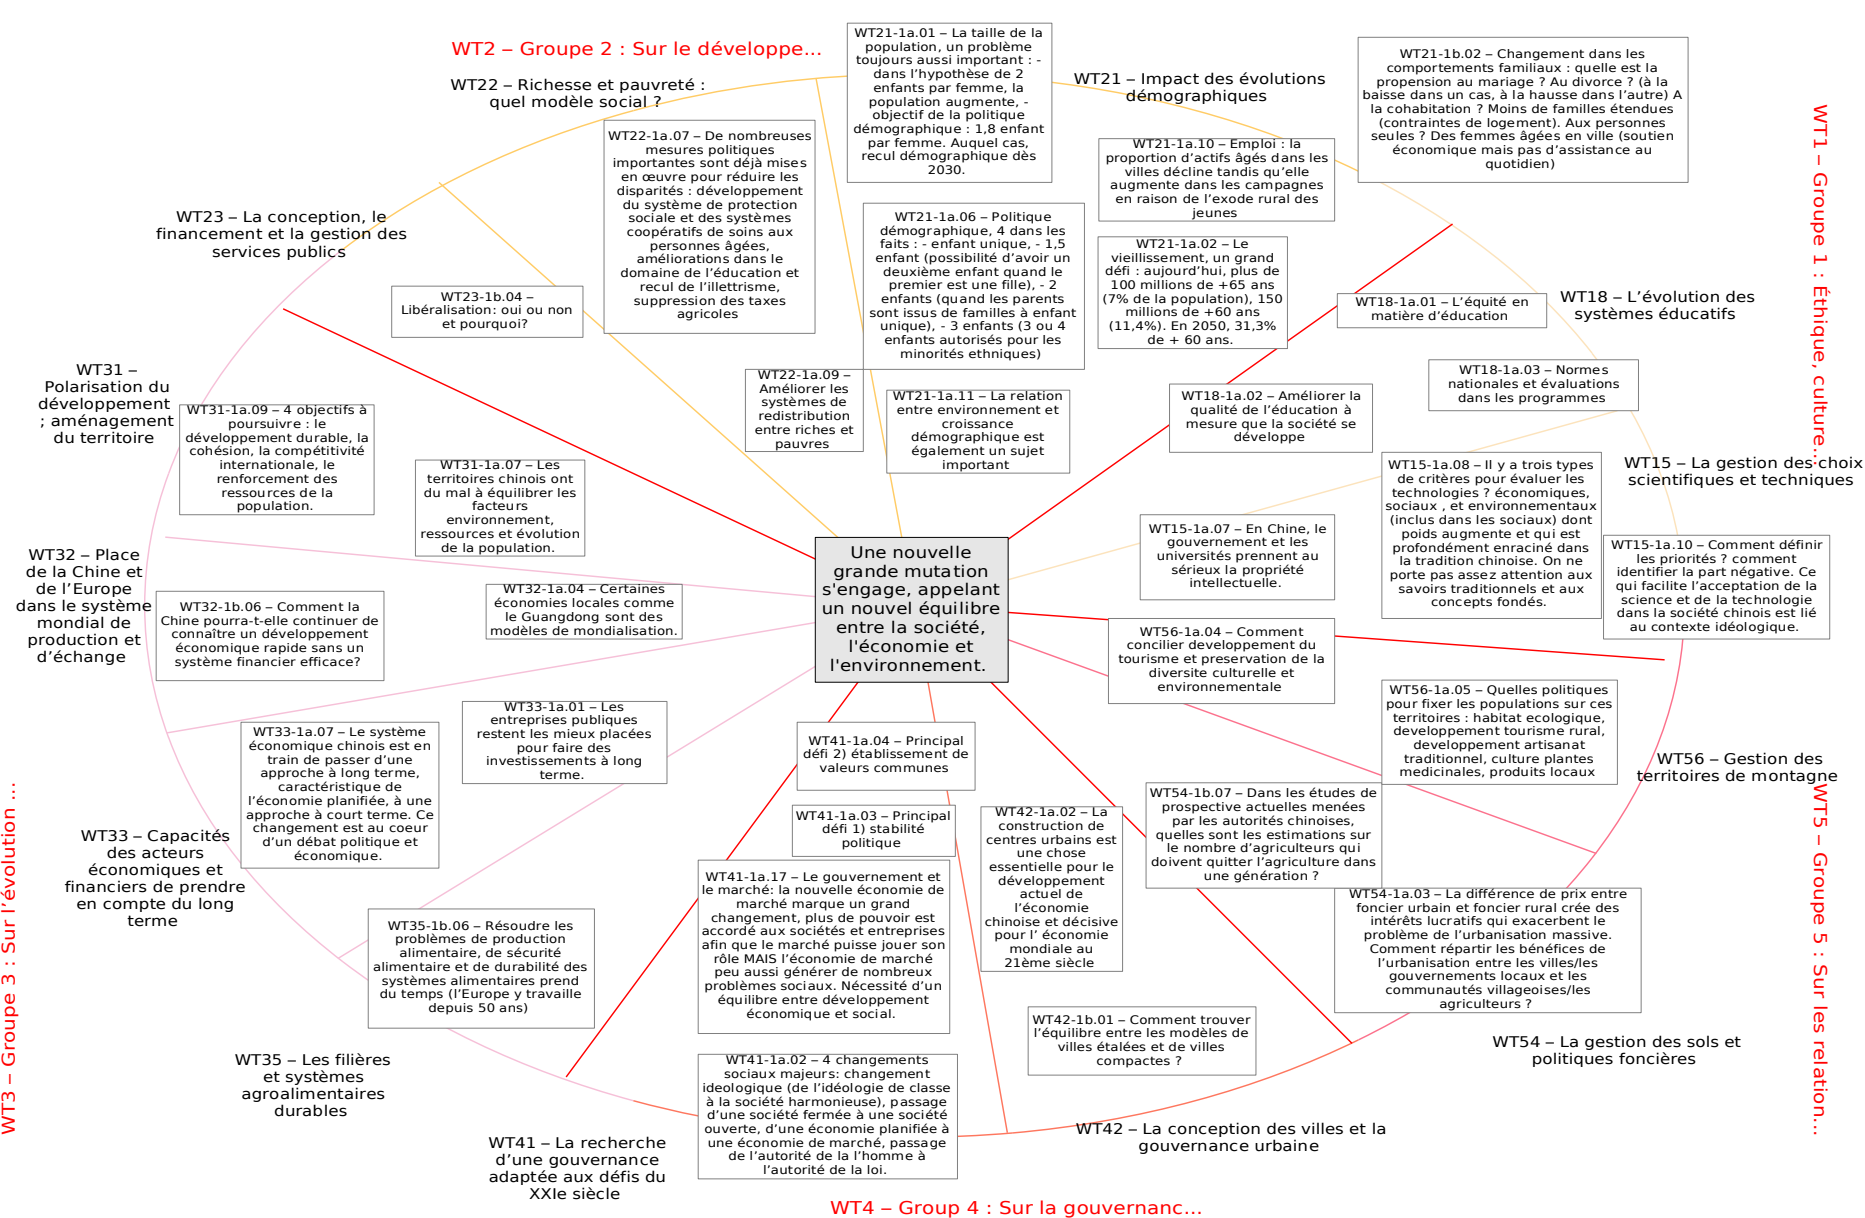 WT2 – Groupe 2 : Sur le développe...
WT22 – Richesse et pauvreté :
quel modèle social ?
WT21-1a.01 – La taille de la
population, un problème
toujours aussi important : -
dans l’hypothèse de 2
enfants par femme, la
population augmente, -
objectif de la politique
démographique : 1,8 enfant
par femme. Auquel cas,
recul démographique dès
2030.
WT21 – Impact des évolutions
démographiques
WT21-1b.02 – Changement dans les
comportements familiaux : quelle est la
propension au mariage ? Au divorce ? (à la
baisse dans un cas, à la hausse dans l’autre) A
la cohabitation ? Moins de familles étendues
(contraintes de logement). Aux personnes
seules ? Des femmes âgées en ville (soutien
économique mais pas d’assistance au
quotidien)
WT1 – Groupe 1 : Éthique, culture...
WT22-1a.07 – De nombreuses
mesures politiques
importantes sont déjà mises
en œuvre pour réduire les
disparités : développement
du système de protection
sociale et des systèmes
coopératifs de soins aux
personnes âgées,
améliorations dans le
domaine de l’éducation et
recul de l’illettrisme,
suppression des taxes
agricoles
WT21-1a.10 – Emploi : la
proportion d’actifs âgés dans les
villes décline tandis qu’elle
augmente dans les campagnes
en raison de l’exode rural des
jeunes
WT23 – La conception, le
financement et la gestion des
services publics
WT21-1a.06 – Politique
démographique, 4 dans les
faits : - enfant unique, - 1,5
enfant (possibilité d’avoir un
deuxième enfant quand le
premier est une fille), - 2
enfants (quand les parents
sont issus de familles à enfant
unique), - 3 enfants (3 ou 4
enfants autorisés pour les
minorités ethniques)
WT21-1a.02 – Le
vieillissement, un grand
défi : aujourd’hui, plus de
100 millions de +65 ans
(7% de la population), 150
millions de +60 ans
(11,4%). En 2050, 31,3%
de + 60 ans.
WT23-1b.04 –
Libéralisation: oui ou non
et pourquoi?
WT18-1a.01 – L’équité en
matière d’éducation
WT18 – L’évolution des
systèmes éducatifs
WT31 –
Polarisation du
développement
; aménagement
du territoire
WT22-1a.09 –
Améliorer les
systèmes de
redistribution
entre riches et
pauvres
WT21-1a.11 – La relation
entre environnement et
croissance
démographique est
également un sujet
important
WT18-1a.02 – Améliorer la
qualité de l’éducation à
mesure que la société se
développe
WT18-1a.03 – Normes
nationales et évaluations
dans les programmes
WT31-1a.09 – 4 objectifs à
poursuivre : le
développement durable, la
cohésion, la compétitivité
internationale, le
renforcement des
ressources de la
population.
WT31-1a.07 – Les
territoires chinois ont
du mal à équilibrer les
facteurs
environnement,
ressources et évolution
de la population.
WT15-1a.08 – Il y a trois types
de critères pour évaluer les
technologies ? économiques,
sociaux , et environnementaux
(inclus dans les sociaux) dont
poids augmente et qui est
profondément enraciné dans
la tradition chinoise. On ne
porte pas assez attention aux
savoirs traditionnels et aux
concepts fondés.
WT15 – La gestion des choix
scientifiques et techniques
WT15-1a.07 – En Chine, le
gouvernement et les
universités prennent au
sérieux la propriété
intellectuelle.
WT15-1a.10 – Comment définir
les priorités ? comment
identifier la part négative. Ce
qui facilite l’acceptation de la
science et de la technologie
dans la société chinois est lié
au contexte idéologique.
Une nouvelle
grande mutation
s'engage, appelant
un nouvel équilibre
entre la société,
l'économie et
l'environnement.
WT32 – Place
de la Chine et
de l’Europe
dans le système
mondial de
production et
d’échange
WT32-1b.06 – Comment la
Chine pourra-t-elle continuer de
connaître un développement
économique rapide sans un
système financier efficace?
WT32-1a.04 – Certaines
économies locales comme
le Guangdong sont des
modèles de mondialisation.
WT56-1a.04 – Comment
concilier developpement du
tourisme et preservation de la
diversite culturelle et
environnementale
WT56-1a.05 – Quelles politiques
pour fixer les populations sur ces
territoires : habitat ecologique,
developpement tourisme rural,
developpement artisanat
traditionnel, culture plantes
medicinales, produits locaux
WT56 – Gestion des
territoires de montagne
WT33-1a.01 – Les
entreprises publiques
restent les mieux placées
pour faire des
investissements à long
terme.
WT33-1a.07 – Le système
économique chinois est en
train de passer d’une
approche à long terme,
caractéristique de
l’économie planifiée, à une
approche à court terme. Ce
changement est au coeur
d’un débat politique et
économique.
WT41-1a.04 – Principal
défi 2) établissement de
valeurs communes
WT41-1a.03 – Principal
défi 1) stabilité
politique
WT42-1a.02 – La
construction de
centres urbains est
une chose
essentielle pour le
développement
actuel de
l’économie
chinoise et décisive
pour l’ économie
mondiale au
21ème siècle
WT54-1b.07 – Dans les études de
prospective actuelles menées
par les autorités chinoises,
quelles sont les estimations sur
le nombre d’agriculteurs qui
doivent quitter l’agriculture dans
une génération ?
WT5 – Groupe 5 : Sur les relation...
WT3 – Groupe 3 : Sur l’évolution ...
WT33 – Capacités
des acteurs
économiques et
financiers de prendre
en compte du long
terme
WT41-1a.17 – Le gouvernement et
le marché: la nouvelle économie de
marché marque un grand
changement, plus de pouvoir est
accordé aux sociétés et entreprises
afin que le marché puisse jouer son
rôle MAIS l’économie de marché
peu aussi générer de nombreux
problèmes sociaux. Nécessité d’un
équilibre entre développement
économique et social.
WT54-1a.03 – La différence de prix entre
foncier urbain et foncier rural crée des
intérêts lucratifs qui exacerbent le
problème de l’urbanisation massive.
Comment répartir les bénéfices de
l’urbanisation entre les villes/les
gouvernements locaux et les
communautés villageoises/les
agriculteurs ?
WT35-1b.06 – Résoudre les
problèmes de production
alimentaire, de sécurité
alimentaire et de durabilité des
systèmes alimentaires prend
du temps (l’Europe y travaille
depuis 50 ans)
WT42-1b.01 – Comment trouver
l’équilibre entre les modèles de
villes étalées et de villes
compactes ?
WT54 – La gestion des sols et
politiques foncières
WT35 – Les filières
et systèmes
agroalimentaires
durables
WT41-1a.02 – 4 changements
sociaux majeurs: changement
ideologique (de l’idéologie de classe
à la société harmonieuse), passage
d’une société fermée à une société
ouverte, d’une économie planifiée à
une économie de marché, passage
de l’autorité de la l’homme à
l’autorité de la loi.
WT41 – La recherche
d’une gouvernance
adaptée aux défis du
XXIe siècle
WT42 – La conception des villes et la
gouvernance urbaine
WT4 – Group 4 : Sur la gouvernanc...